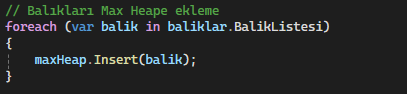 // Balıkları Max Heape ekleme
foreach (var balik in baliklar.BalikListesi)
{
    maxHeap.Insert(balik);
}